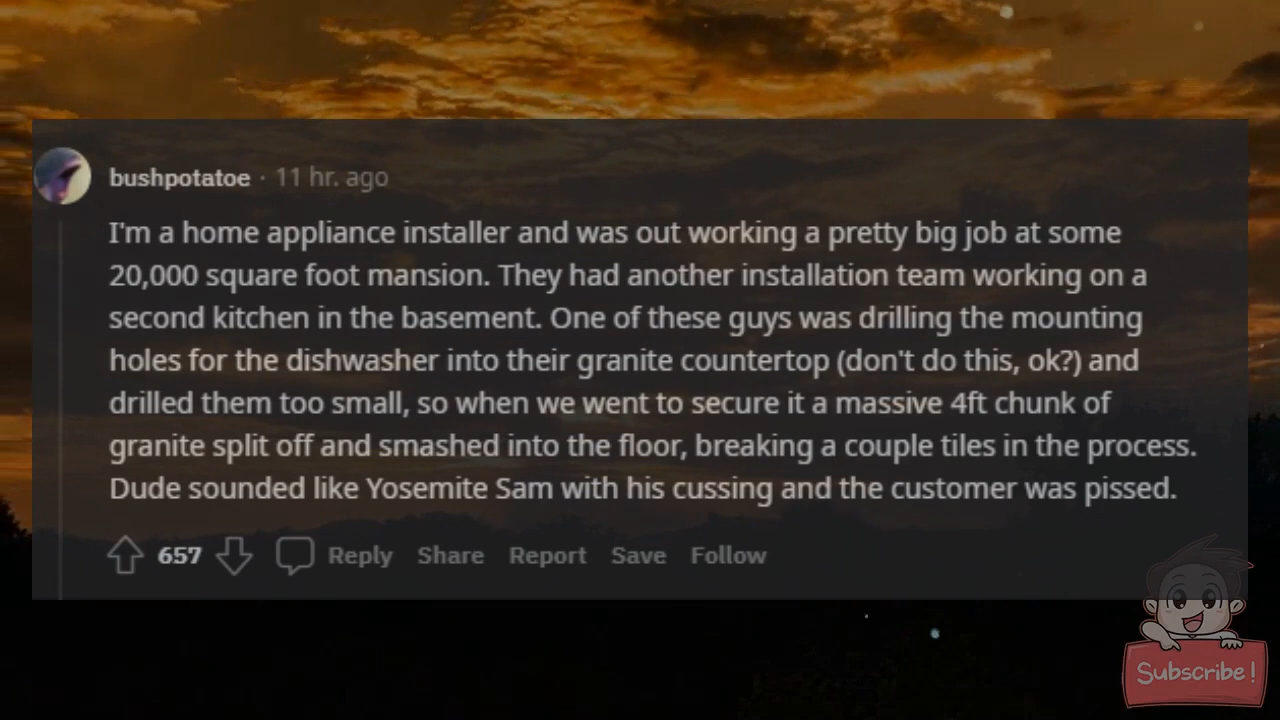 bushpotatoe · 11 hr. ago
I'm a home appliance installer and was out working a pretty big job at some
20,000 square foot mansion. They had another installation team working on a
second kitchen in the basement. One of these guys was drilling the mounting
holes for the dishwasher into their granite countertop (don't do this, ok?) and
drilled them too small, so when we went to secure it a massive 4ft chunk of
granite split off and smashed into the floor, breaking a couple tiles in the process.
Dude sounded like Yosemite Sam with his cussing and the customer was pissed.
657 Reply Share Report Save Follow
Subscribe!